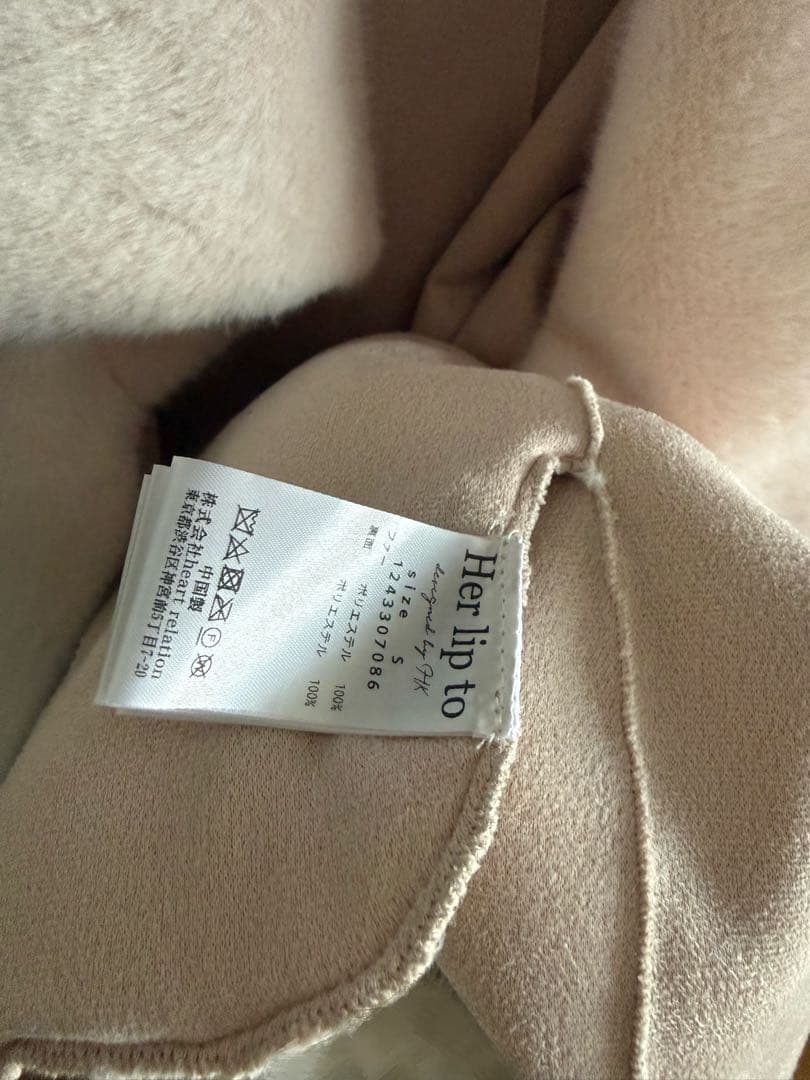 Her lip to
designed by HK
size S
1243307086
ファー ポリエステル 100%
裏面 ポリエステル 100%
F
中国製
株式会社heart relation
東京都渋谷区神宮前5丁目7-20